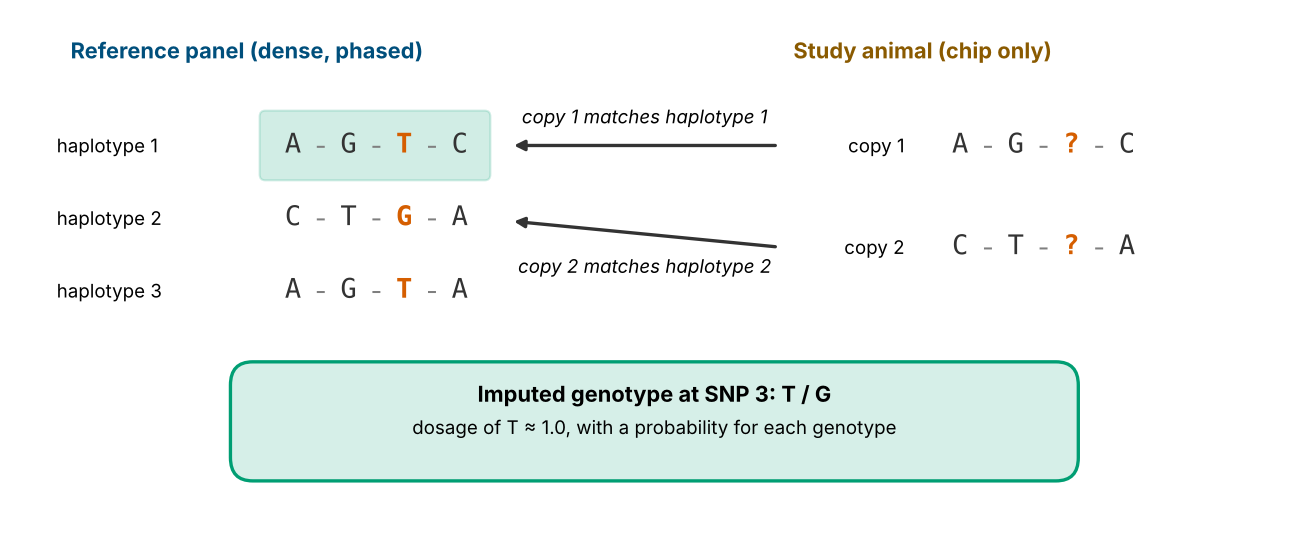 Reference panel (dense, phased)
Study animal (chip only)
haplotype 1
A - G - T - C
copy 1 matches haplotype 1
copy 1
A - G - ? - C
haplotype 2
C - T - G - A
copy 2 matches haplotype 2
copy 2
C - T - ? - A
haplotype 3
A - G - T - A
Imputed genotype at SNP 3: T / G
dosage of T ≈ 1.0, with a probability for each genotype